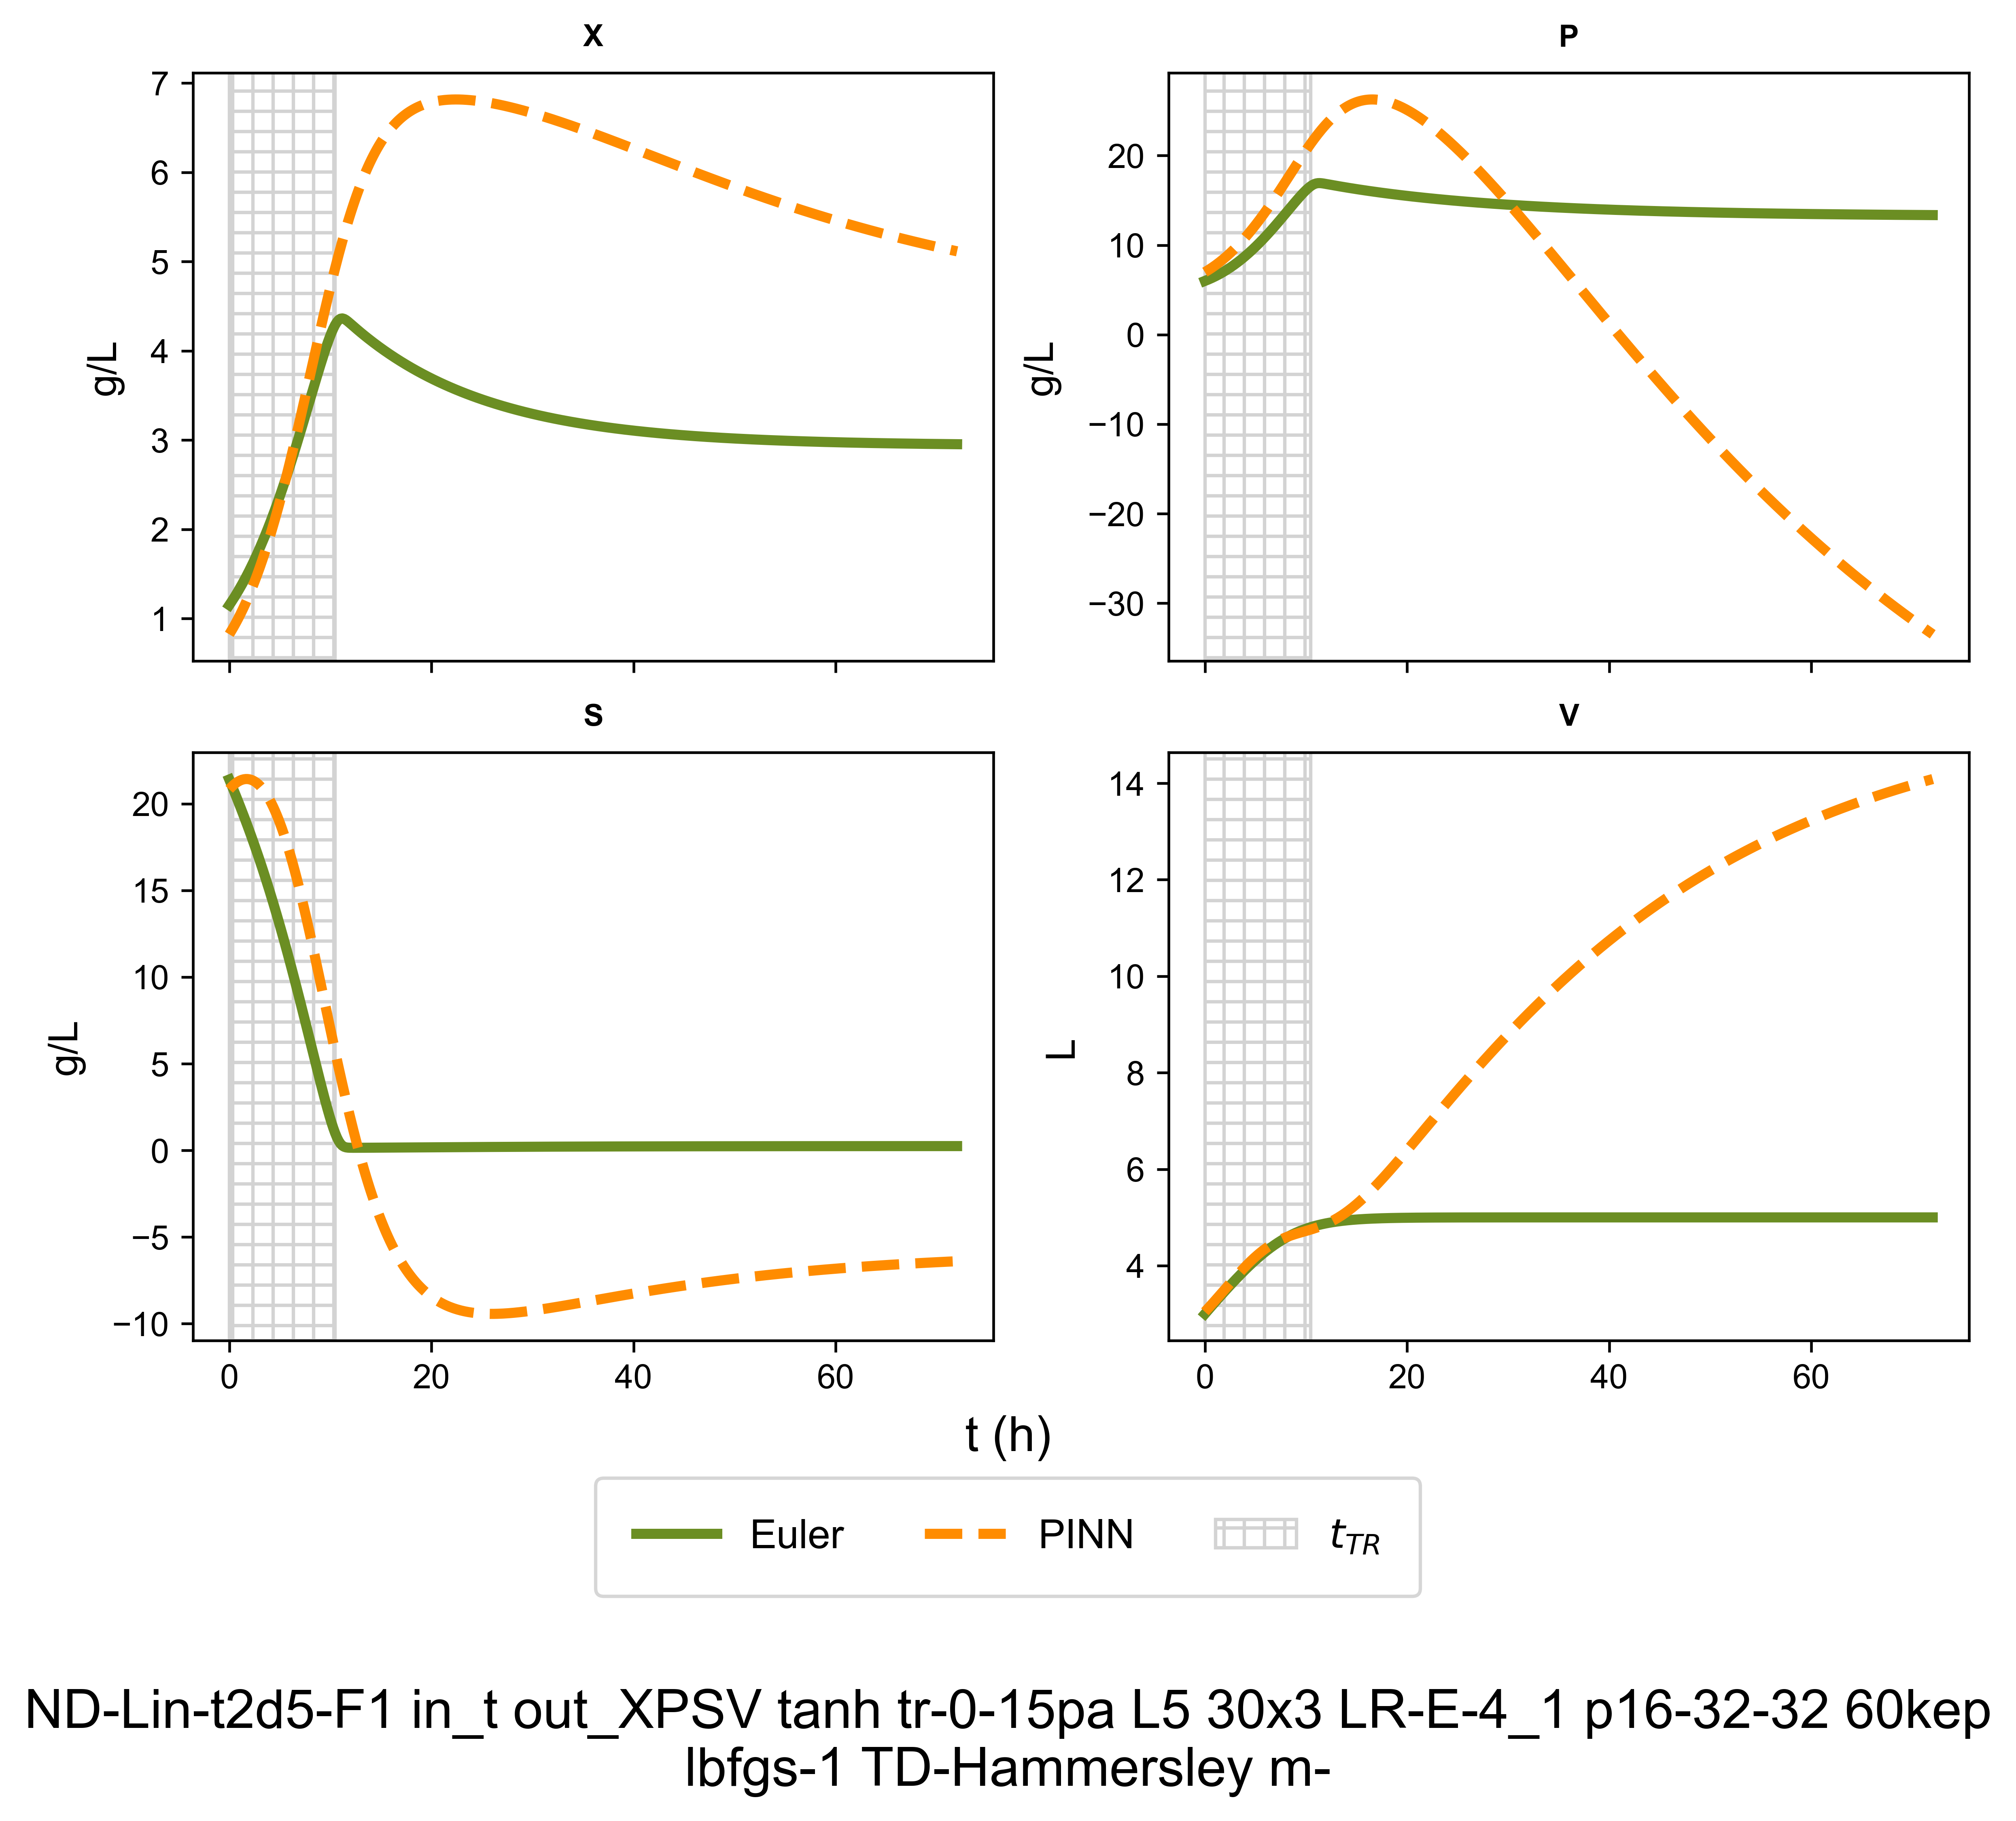 X
P
7
6
5
4
3
2
1
g/L
20
10
0
−10
−20
−30
g/L
S
V
20
15
10
5
0
−5
−10
g/L
0
20
40
60
14
12
10
8
6
4
L
0
20
40
60
t (h)
Euler
PINN
t_TR
ND-Lin-t2d5-F1 in_t out_XPSV tanh tr-0-15pa L5 30x3 LR-E-4_1 p16-32-32 60kep
lbfgs-1 TD-Hammersley m-